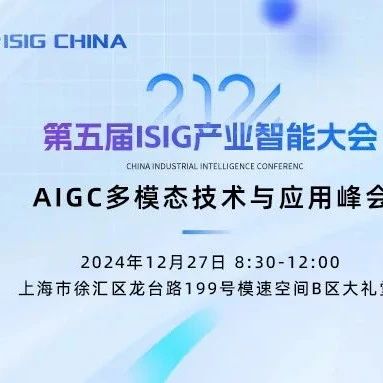 ISIG CHINA
2024
第五届ISIG产业智能大会
CHINA INDUSTRIAL INTELLIGENCE CONFERENC
AIGC多模态技术与应用峰会
2024年12月27日 8:30-12:00
上海市徐汇区龙台路199号模速空间B区大礼堂